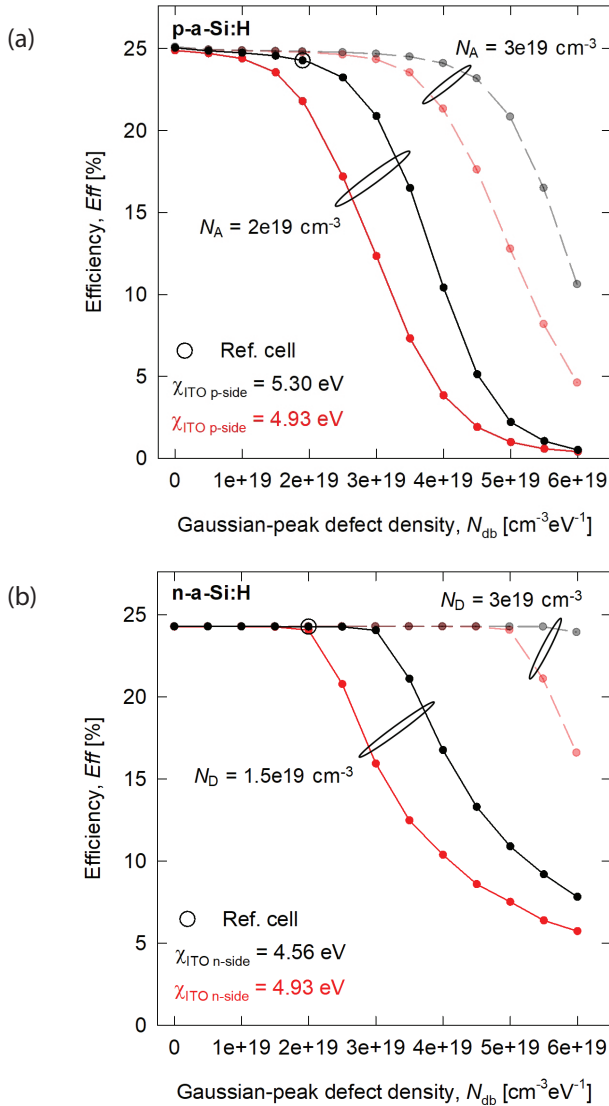 (a)
p-a-Si:H
N_A = 3e19 cm⁻³
N_A = 2e19 cm⁻³
Ref. cell
χ_ITO p-side = 5.30 eV
χ_ITO p-side = 4.93 eV
Efficiency, Eff [%]
25
20
15
10
5
0
0 1e+19 2e+19 3e+19 4e+19 5e+19 6e+19
Gaussian-peak defect density, N_db [cm⁻³eV⁻¹]
(b)
n-a-Si:H
N_D = 3e19 cm⁻³
N_D = 1.5e19 cm⁻³
Ref. cell
χ_ITO n-side = 4.56 eV
χ_ITO n-side = 4.93 eV
Efficiency, Eff [%]
25
20
15
10
5
0
0 1e+19 2e+19 3e+19 4e+19 5e+19 6e+19
Gaussian-peak defect density, N_db [cm⁻³eV⁻¹]